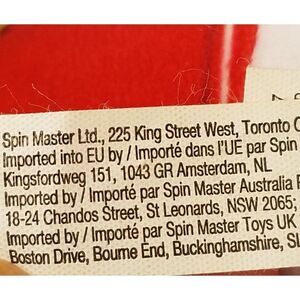 Spin Master Ltd., 225 King Street West, Toronto
Imported into EU by / Importé dans l'UE par Spin
Kingsfordweg 151, 1043 GR Amsterdam, NL
Imported by / Importé par Spin Master Australia
18-24 Chandos Street, St Leonards, NSW 2065;
Imported by / Importé par Spin Master Toys UK
Boston Drive, Bourne End, Buckinghamshire,